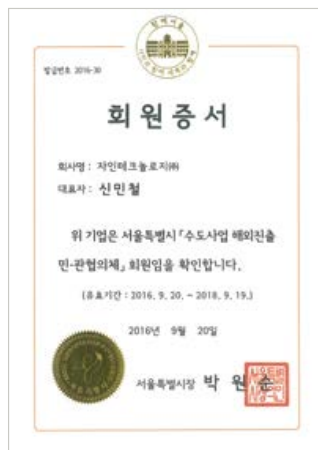 함께서울
발급번호 2016-30
회원증서
회사명 : 자인테크놀로지㈜
대표자 : 신민철
위 기업은 서울특별시 「수도사업 해외진출
민-관협의체」 회원임을 확인합니다.
(유효기간 : 2016. 9. 20. ~ 2018. 9. 19.)
2016년 9월 20일
서울특별시장 박원순